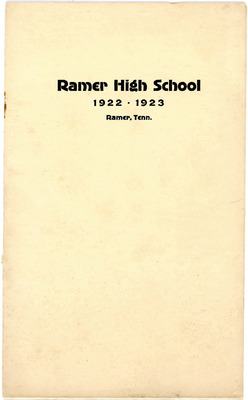 Ramer High School
1922 · 1923
Ramer, Tenn.